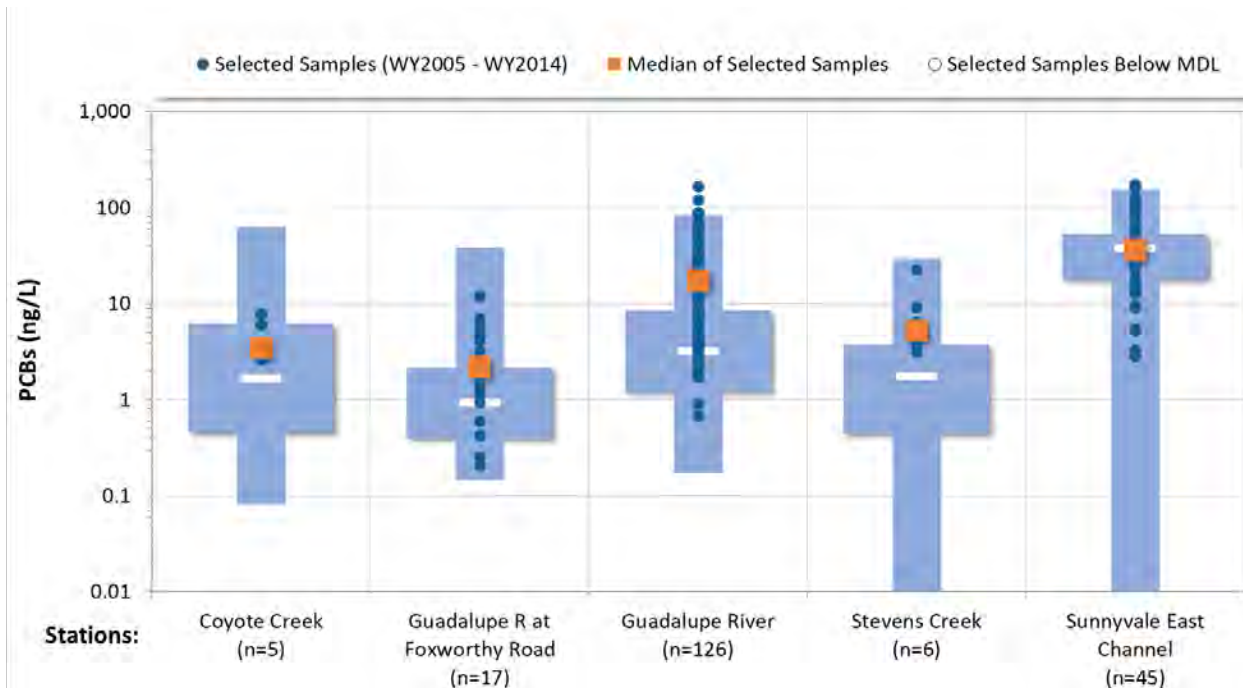 Selected Samples (WY2005 - WY2014) Median of Selected Samples Selected Samples Below MDL
1,000
100
10
1
0.1
0.01
PCBs (ng/L)
Stations:
Coyote Creek
(n=5)
Guadalupe R at
Foxworthy Road
(n=17)
Guadalupe River
(n=126)
Stevens Creek
(n=6)
Sunnyvale East
Channel
(n=45)